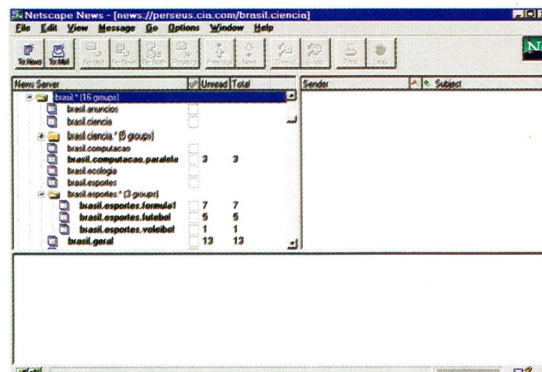 Netscape News - [news://perseus.cia.com/brasil.ciencia]
File Edit View Message Go Options Window Help
To: News To: Mail
N
News Server Unread Total Sender Subject
brasil.* (16 groups)
brasil.anuncios
brasil.ciencia
brasil.ciencia.* (5 groups)
brasil.computacao
brasil.computacao.paralela 3 3
brasil.ecologia
brasil.esportes
brasil.esportes.* (3 groups)
brasil.esportes.formula1 7 7
brasil.esportes.futebol 5 5
brasil.esportes.voleibol 1 1
brasil.geral 13 13